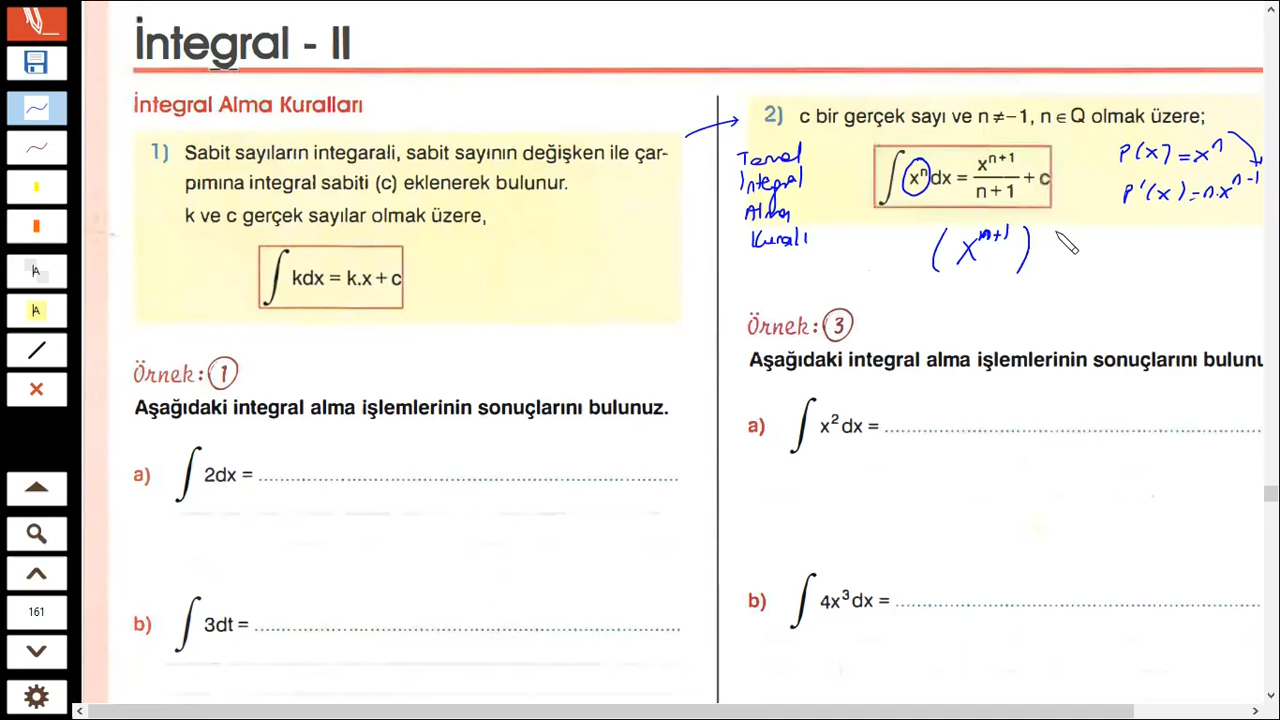 İntegral - II
İntegral Alma Kuralları
1) Sabit sayıların integarali, sabit sayının değişken ile çar-
pımına integral sabiti (c) eklenerek bulunur.
k ve c gerçek sayılar olmak üzere,
∫ kdx = k.x + c
Örnek: 1
Aşağıdaki integral alma işlemlerinin sonuçlarını bulunuz.
a) ∫ 2dx = ........................
b) ∫ 3dt = ........................
2) c bir gerçek sayı ve n ≠ −1, n ∈ Q olmak üzere;
∫ xⁿdx = xⁿ⁺¹/(n+1) + c
Temel
İntegral
Alma
Kuralı
P(x) = xⁿ
P'(x) = n.xⁿ⁻¹
(xⁿ⁺¹)
Örnek: 3
Aşağıdaki integral alma işlemlerinin sonuçlarını bulunu
a) ∫ x²dx = ........................
b) ∫ 4x³dx = ........................
A
A
161